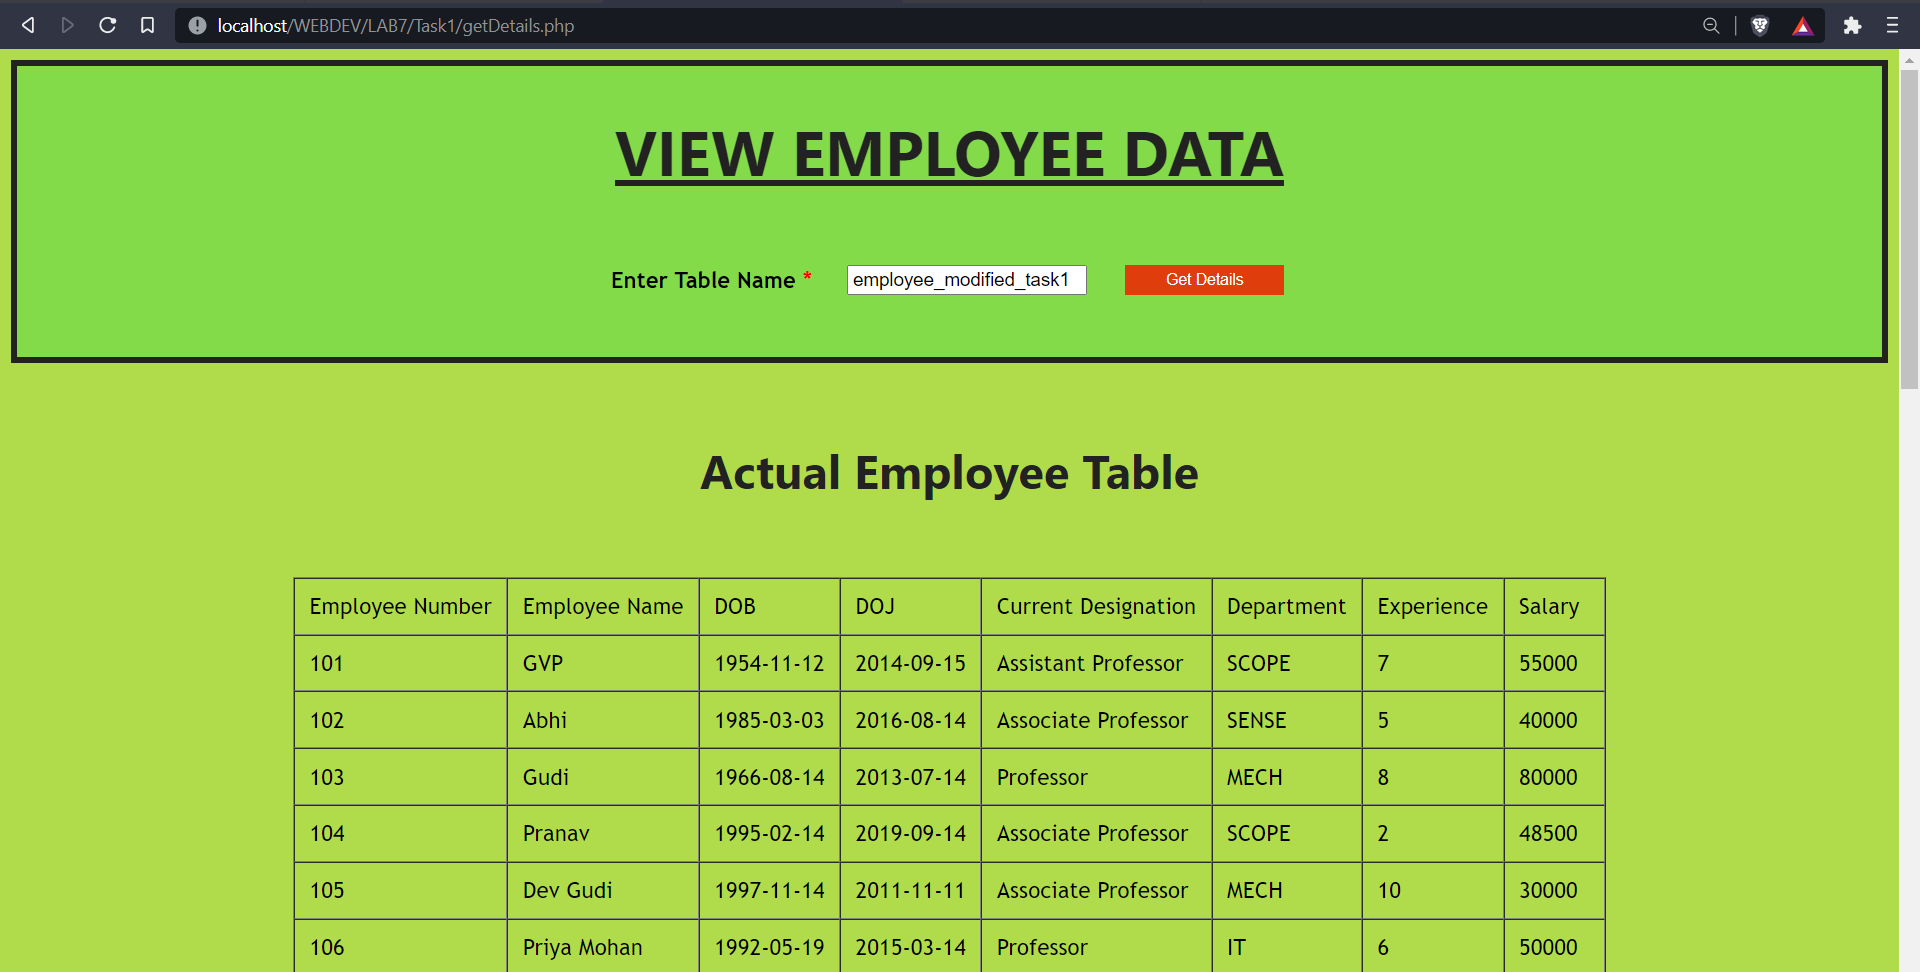 localhost/WEBDEV/LAB7/Task1/getDetails.php
VIEW EMPLOYEE DATA
Enter Table Name * employee_modified_task1 Get Details
Actual Employee Table
Employee Number Employee Name DOB DOJ Current Designation Department Experience Salary
101 GVP 1954-11-12 2014-09-15 Assistant Professor SCOPE 7 55000
102 Abhi 1985-03-03 2016-08-14 Associate Professor SENSE 5 40000
103 Gudi 1966-08-14 2013-07-14 Professor MECH 8 80000
104 Pranav 1995-02-14 2019-09-14 Associate Professor SCOPE 2 48500
105 Dev Gudi 1997-11-14 2011-11-11 Associate Professor MECH 10 30000
106 Priya Mohan 1992-05-19 2015-03-14 Professor IT 6 50000